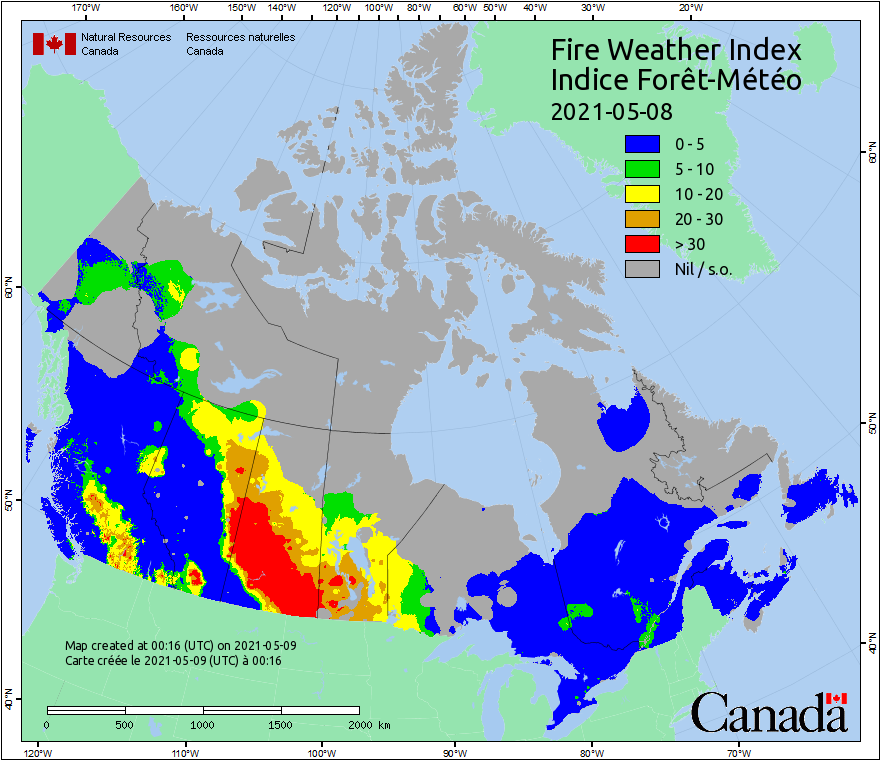 170°W 160°W 150°W 140°W 130°W 120°W 110°W 100°W 90°W 80°W 70°W 60°W 50°W 40°W 30°W 20°W
Natural Resources Ressources naturelles
Canada Canada
Fire Weather Index
Indice Forêt-Météo
2021-05-08
0 - 5
5 - 10
10 - 20
20 - 30
> 30
Nil / s.o.
60°N
60°N
50°N
50°N
40°N
40°N
Map created at 00:16 (UTC) on 2021-05-09
Carte créée le 2021-05-09 (UTC) à 00:16
0 500 1000 1500 2000 km
Canada
120°W 110°W 100°W 90°W 80°W 70°W